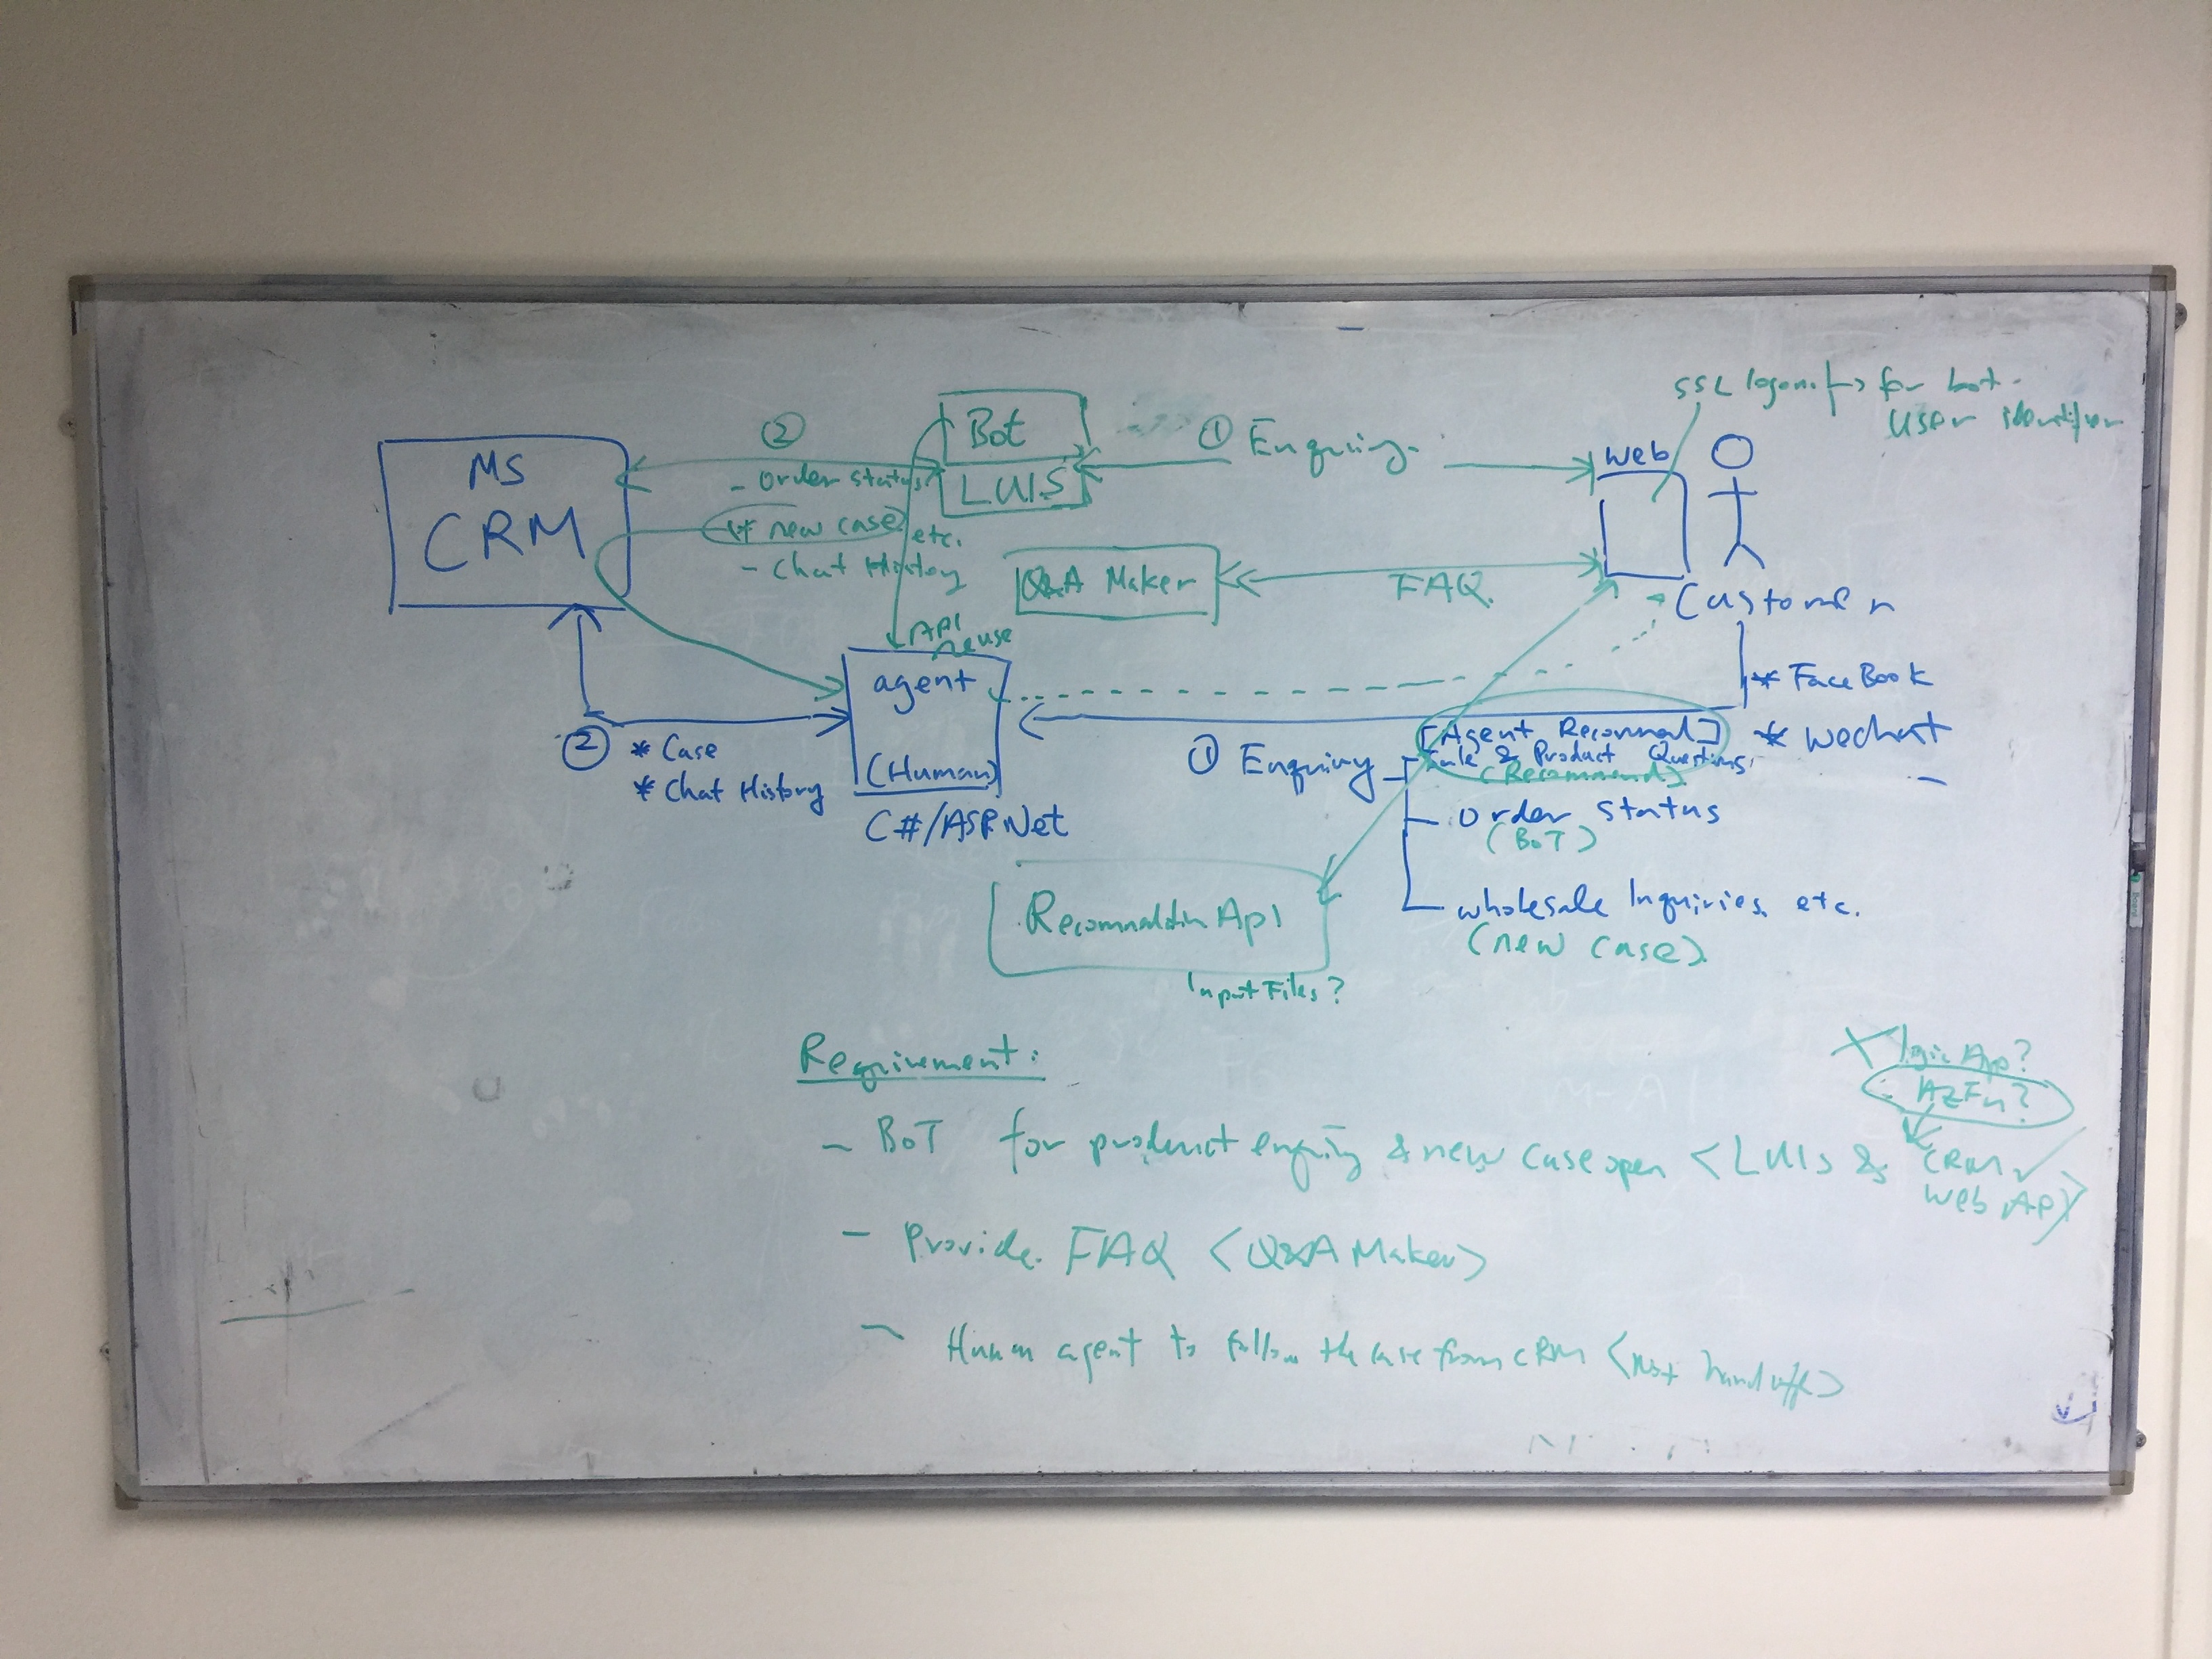 SSL logon. → for bot
user
Bot
LUIS
②
① Enquiry
Web
MS
CRM
- Order status
* new case
etc.
- Chat History
Q&A Maker
FAQ.
Customer
API
reuse
agent
(Human)
C#/ASP.Net
② * Case
* Chat History
* FaceBook
* Wechat
① Enquiry
[Agent Recommed]
Sale & Product Questions
(Recommend)
order status
(BoT)
wholesale Inquiries, etc.
(new case)
API
Input Files?
Requirement:
- BoT for product enquiry & new case open <LUIS & CRM
Web API>
X Logic App?
AZFn?
- Provide FAQ <Q&A Maker>
- Human agent to follow the case from CRM <Not hand off>